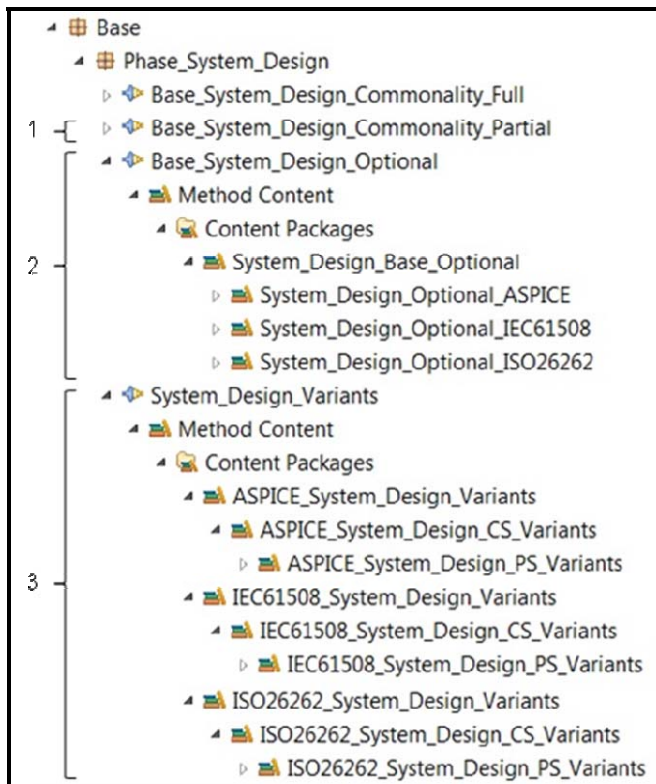 Base
Phase_System_Design
Base_System_Design_Commonality_Full
1 Base_System_Design_Commonality_Partial
Base_System_Design_Optional
Method Content
Content Packages
2 System_Design_Base_Optional
System_Design_Optional_ASPICE
System_Design_Optional_IEC61508
System_Design_Optional_ISO26262
System_Design_Variants
Method Content
Content Packages
ASPICE_System_Design_Variants
ASPICE_System_Design_CS_Variants
ASPICE_System_Design_PS_Variants
3 IEC61508_System_Design_Variants
IEC61508_System_Design_CS_Variants
IEC61508_System_Design_PS_Variants
ISO26262_System_Design_Variants
ISO26262_System_Design_CS_Variants
ISO26262_System_Design_PS_Variants